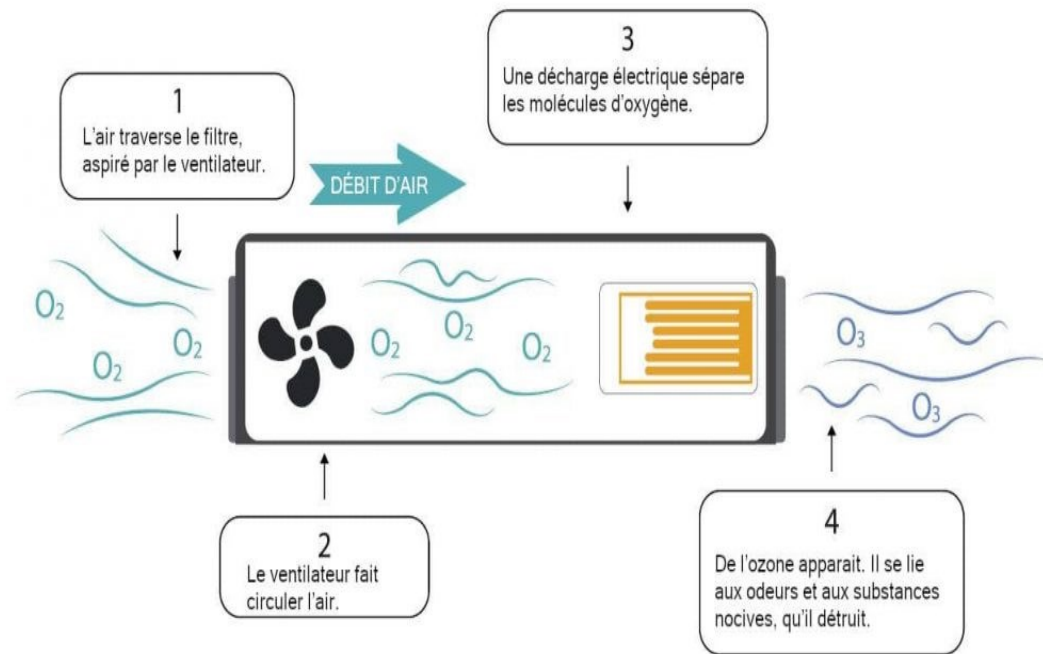 1
L'air traverse le filtre,
aspiré par le ventilateur.
DÉBIT D'AIR
3
Une décharge électrique sépare
les molécules d'oxygène.
O2
O2
O2
O2
O2
O2
O3
O3
2
Le ventilateur fait
circuler l'air.
4
De l'ozone apparait. Il se lie
aux odeurs et aux substances
nocives, qu'il détruit.